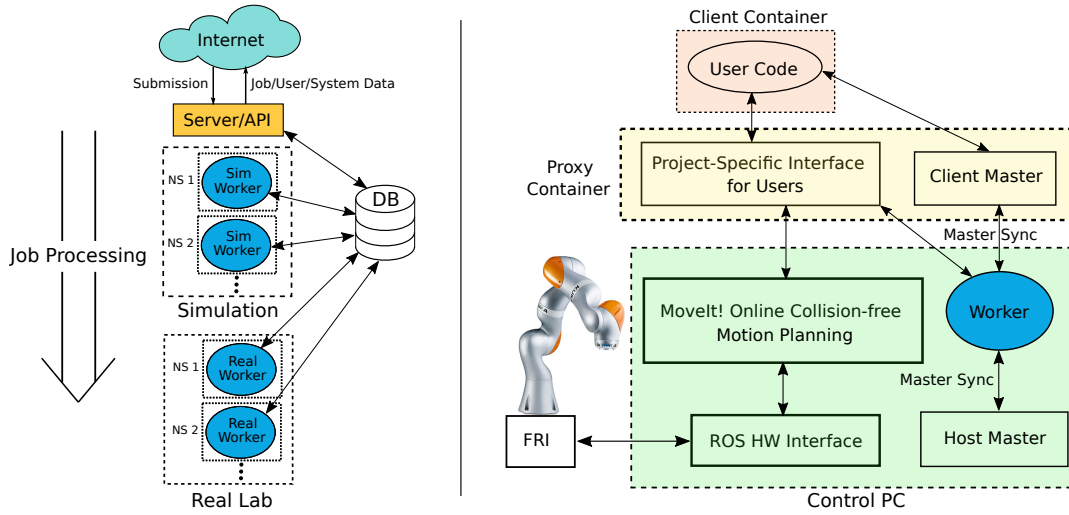 Internet
Submission
Job/User/System Data
Server/API
NS 1
Sim
Worker
NS 2
Sim
Worker
DB
Simulation
Job Processing
NS 1
Real
Worker
NS 2
Real
Worker
Real Lab
Client Container
User Code
Proxy
Container
Project-Specific Interface
for Users
Client Master
Master Sync
MoveIt! Online Collision-free
Motion Planning
Worker
Master Sync
FRI
ROS HW Interface
Host Master
Control PC